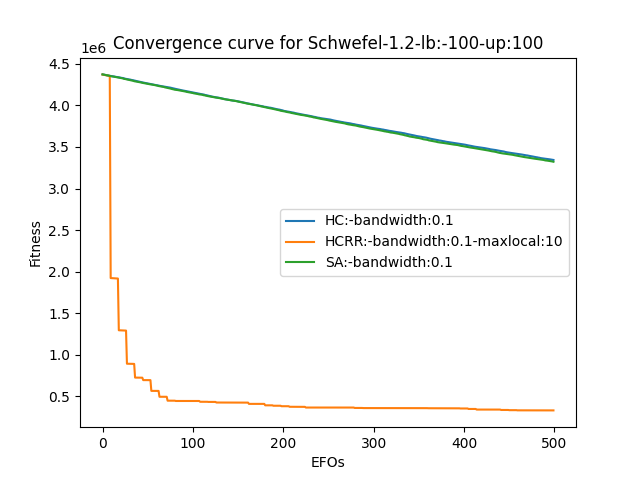 Convergence curve for Schwefel-1.2-lb:-100-up:100
1e6
4.5
4.0
3.5
3.0
2.5
2.0
1.5
1.0
0.5
Fitness
HC:-bandwidth:0.1
HCRR:-bandwidth:0.1-maxlocal:10
SA:-bandwidth:0.1
0 100 200 300 400 500
EFOs